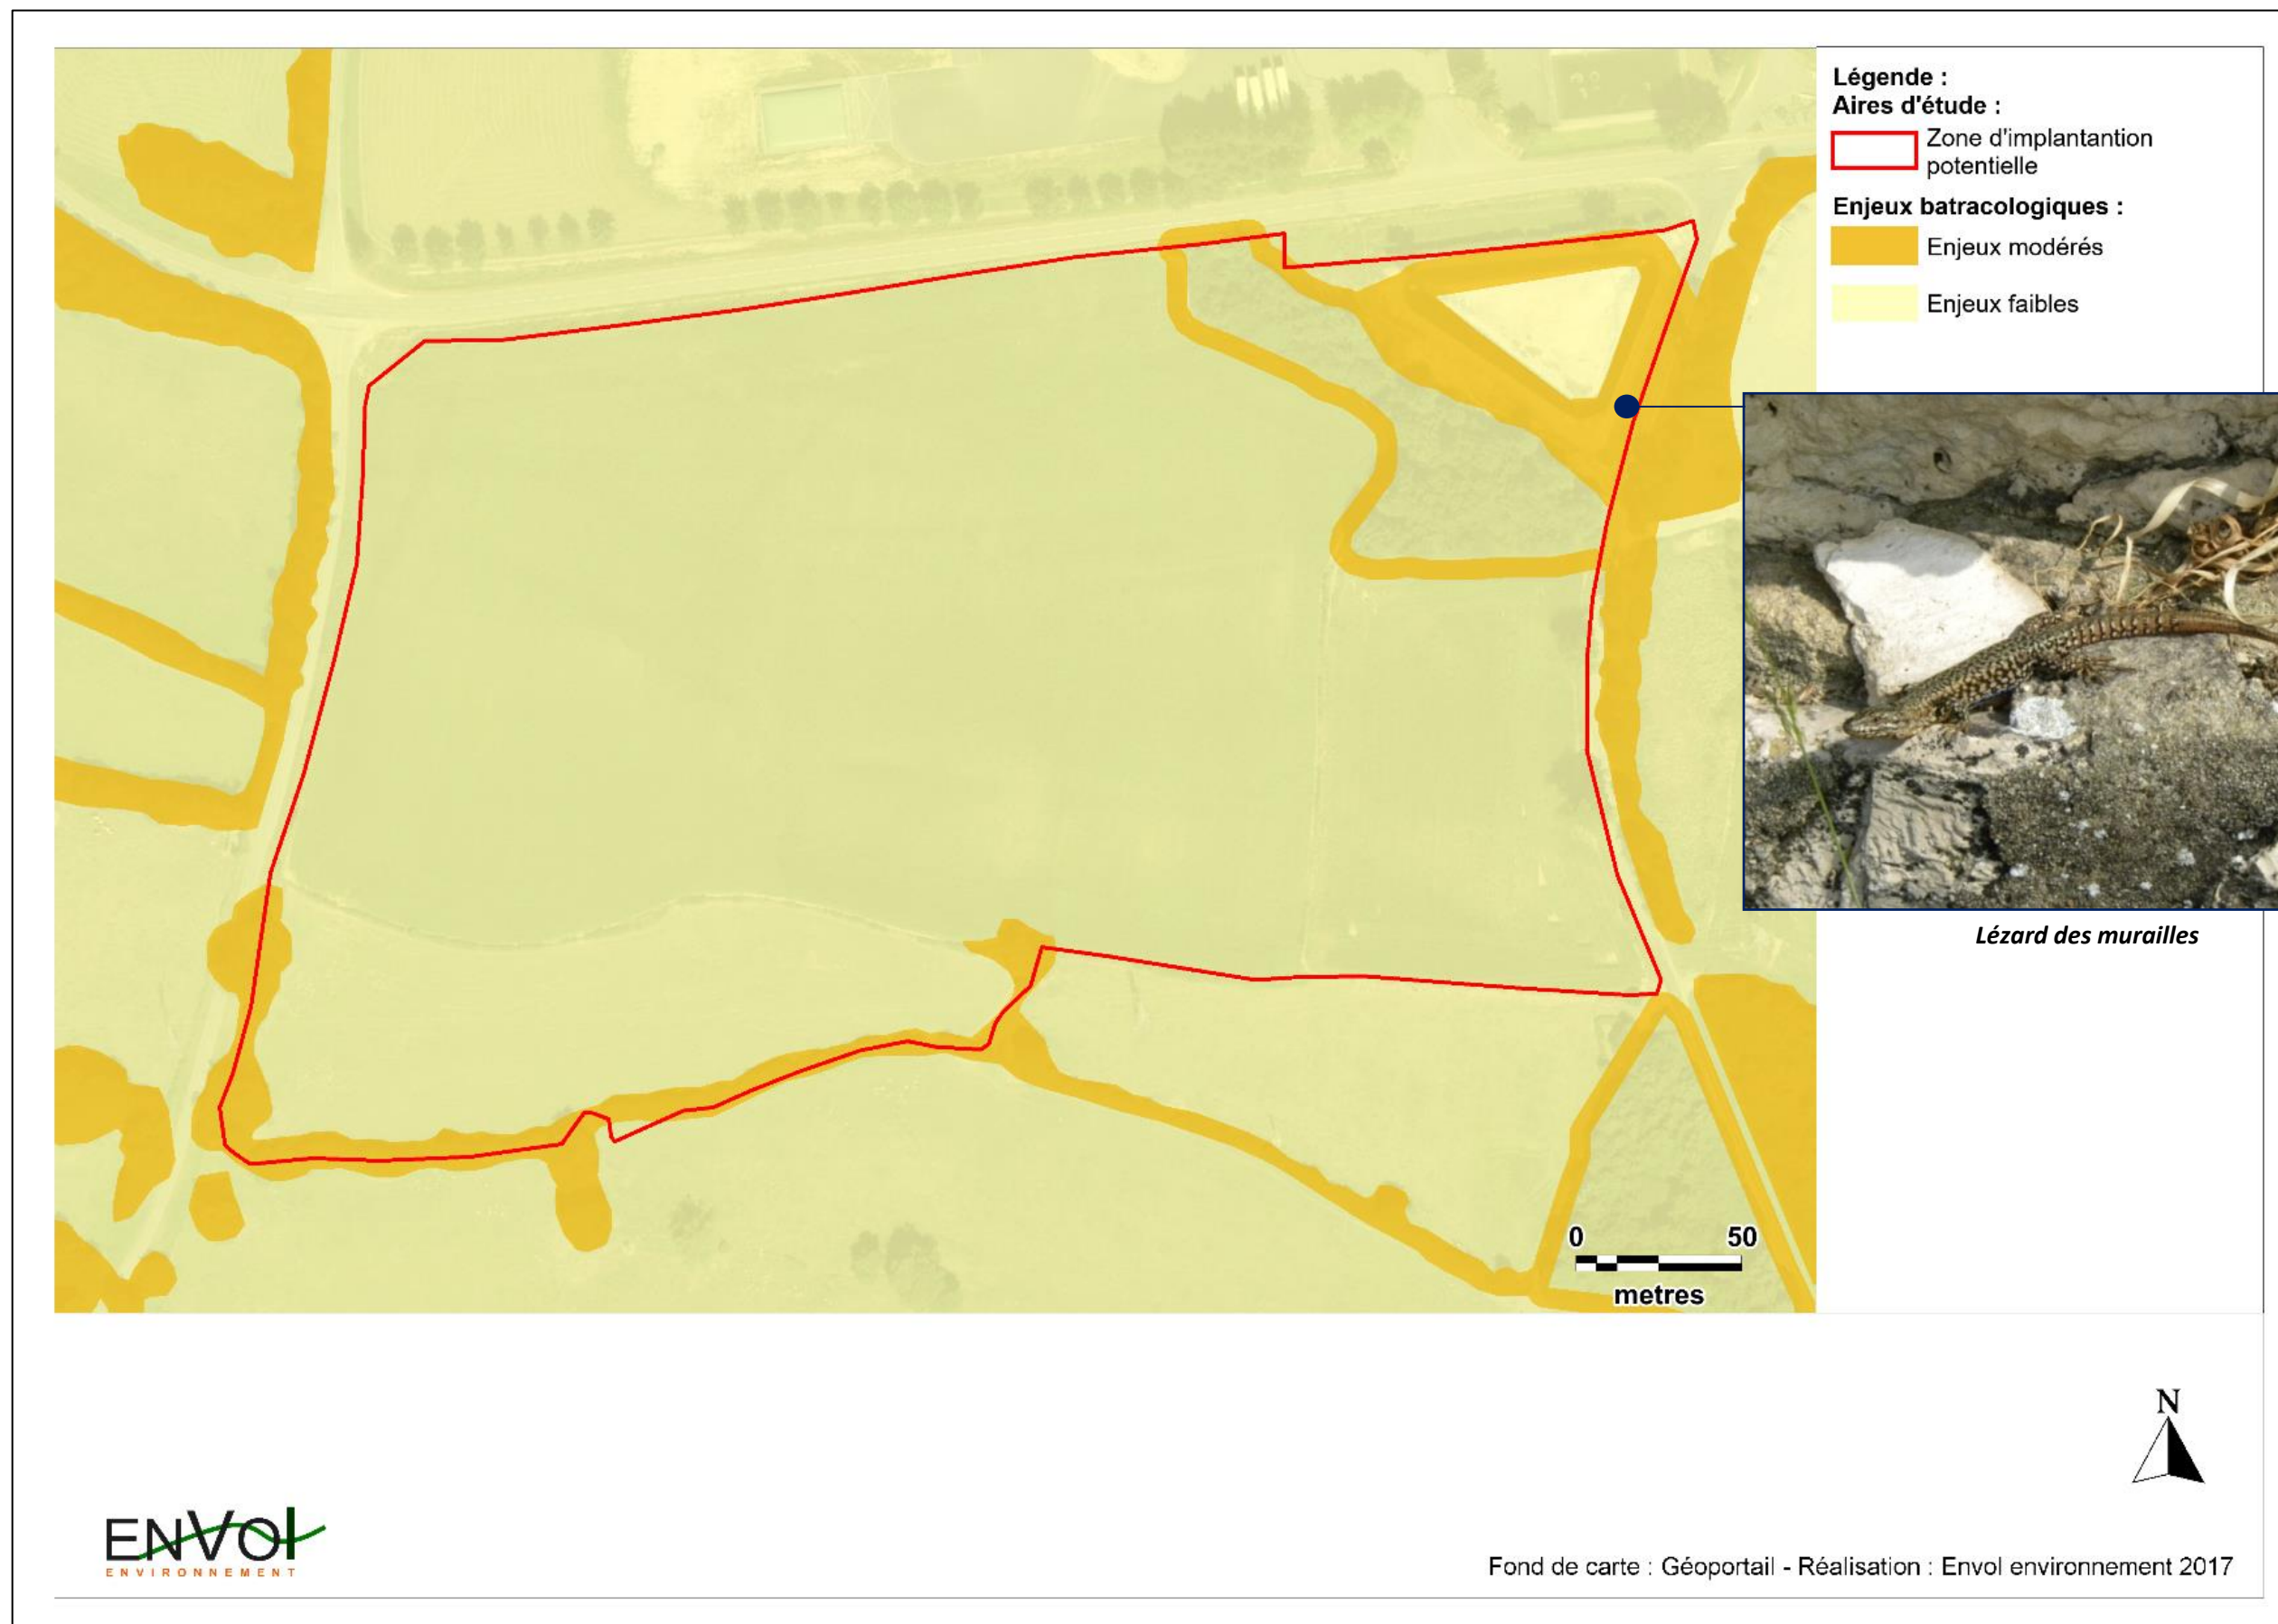 Légende :
Aires d'étude :
Zone d'implantantion
potentielle
Enjeux batracologiques :
Enjeux modérés
Enjeux faibles
Lézard des murailles
0 50
metres
N
ENVOl
ENVIRONNEMENT
Fond de carte : Géoportail - Réalisation : Envol environnement 2017